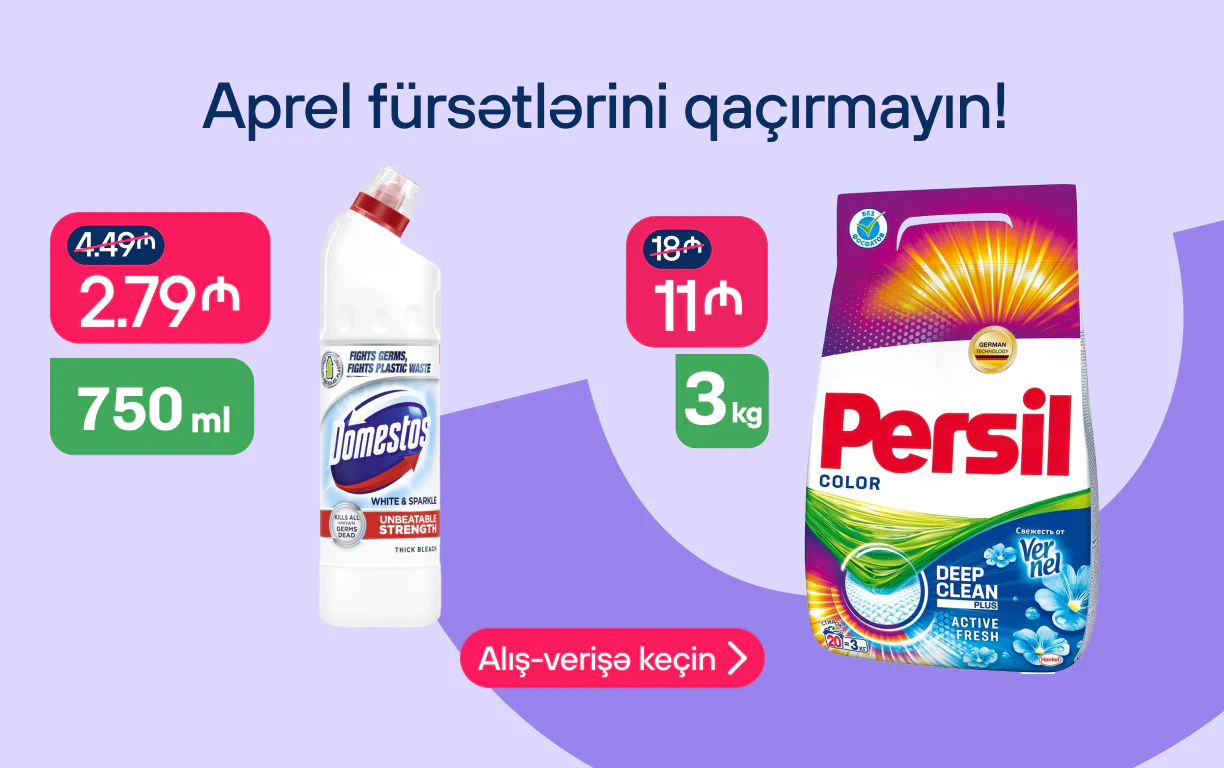 Aprel fürsətlərini qaçırmayın!
4.49₼
2.79₼
750 ml
FIGHTS GERMS,
FIGHTS PLASTIC WASTE
Domestos
WHITE & SPARKLE
KILLS ALL
KNOWN
GERMS
DEAD
UNBEATABLE
STRENGTH
THICK BLEACH
18₼
11₼
3 kg
БЕЗ
ФОСФАТОВ
GERMAN
TECHNOLOGY
Persil
COLOR
Свежесть от
Vernel
DEEP
CLEAN
PLUS
ACTIVE
FRESH
СТИРОК
20=3 кг
Henkel
Alış-verişə keçin